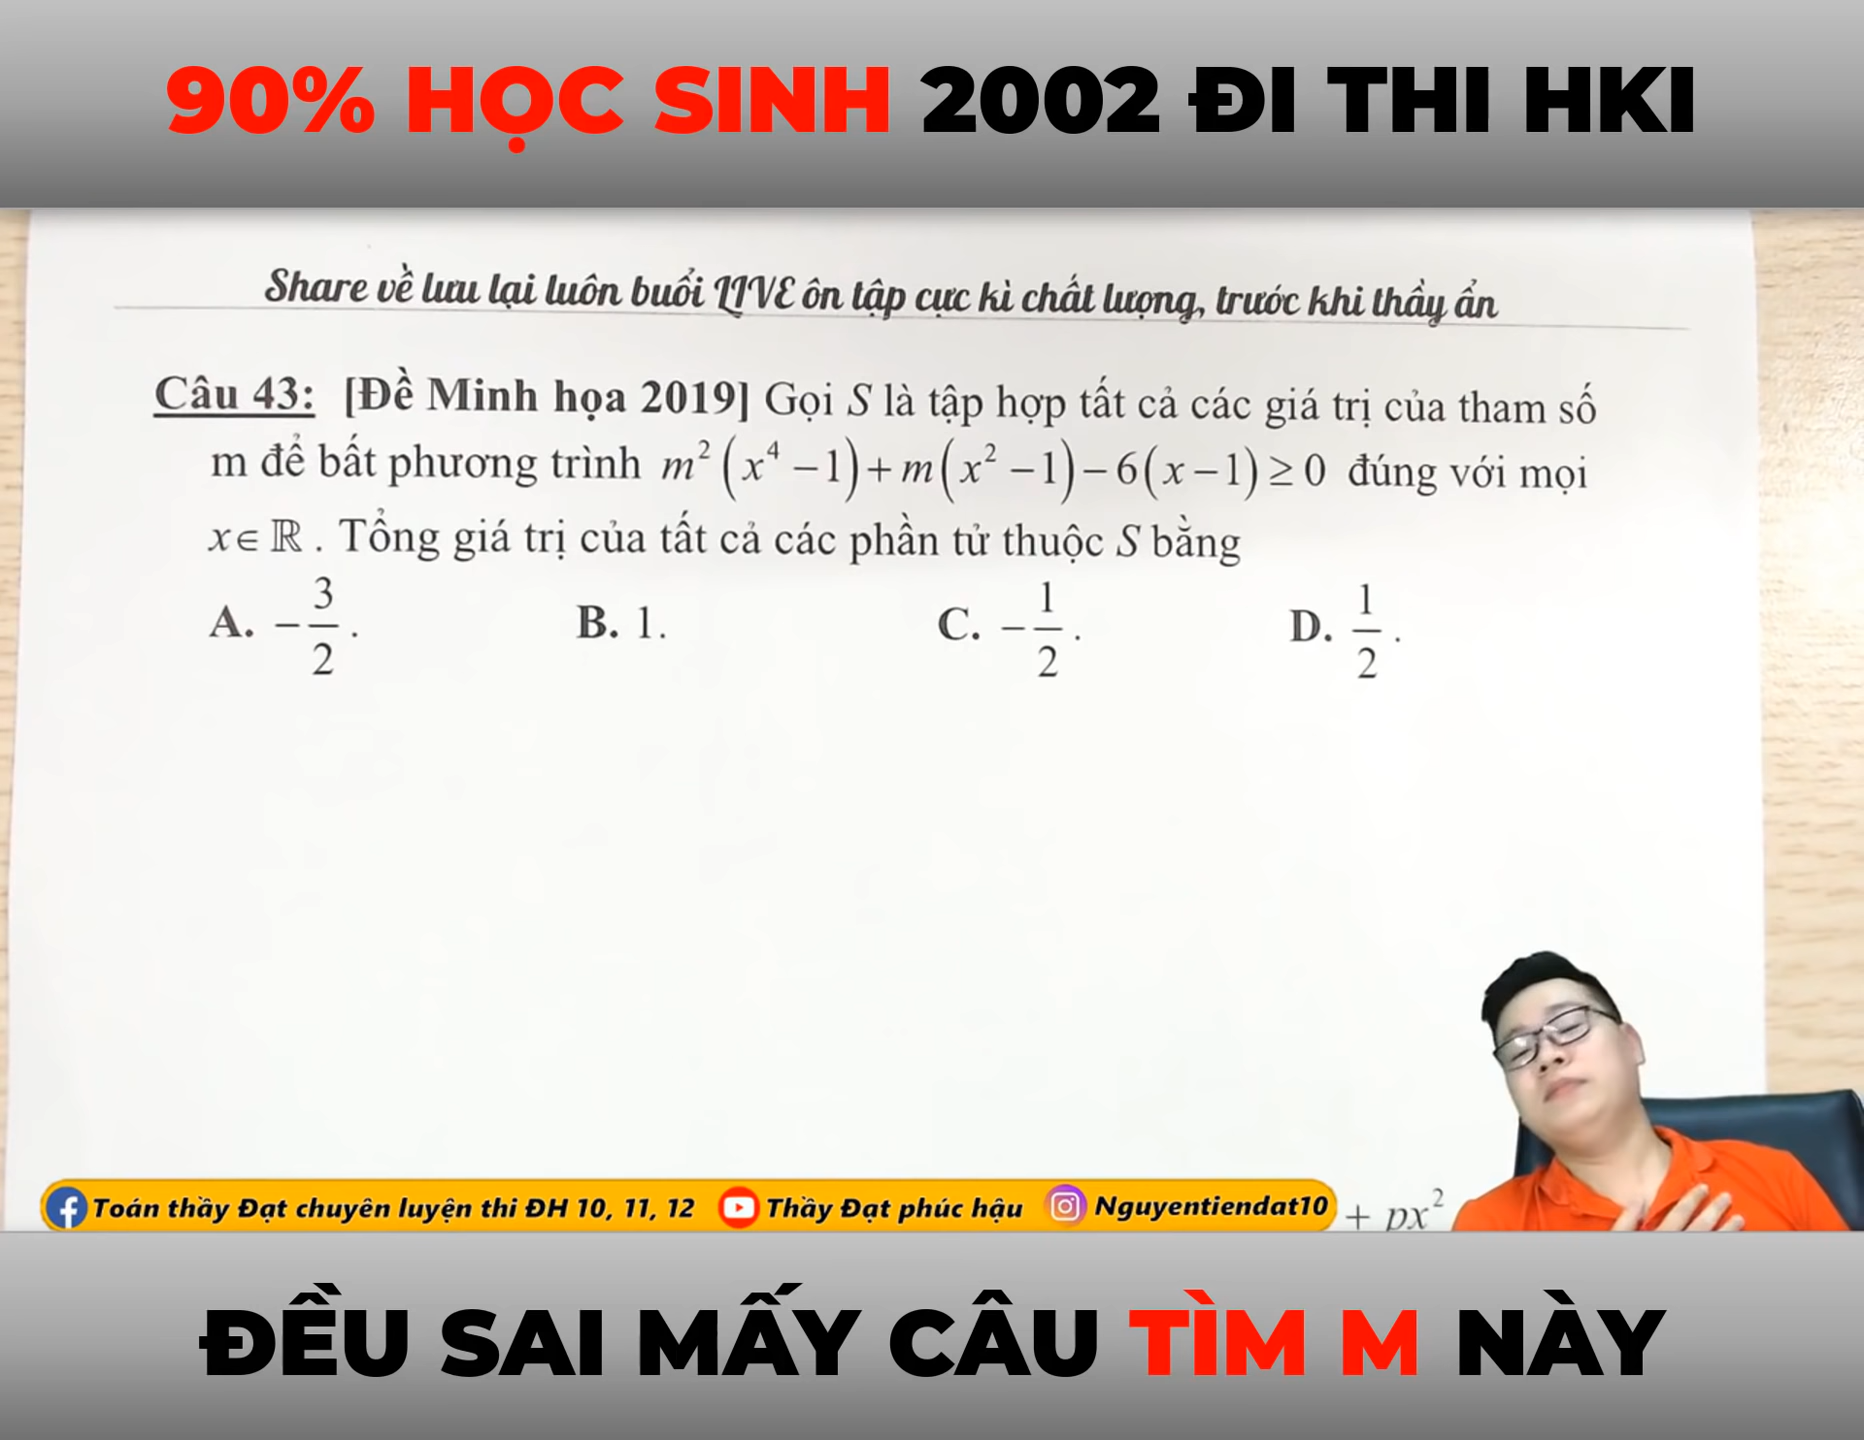 90% HỌC SINH 2002 ĐI THI HKI
Share về lưu lại luôn buổi LIVE ôn tập cực kì chất lượng, trước khi thầy ẩn
Câu 43: [Đề Minh họa 2019] Gọi S là tập hợp tất cả các giá trị của tham số
m để bất phương trình m²(x⁴ − 1) + m(x² − 1) − 6(x − 1) ≥ 0 đúng với mọi
x ∈ ℝ . Tổng giá trị của tất cả các phần tử thuộc S bằng
A. −3/2 . B. 1. C. −1/2 . D. 1/2 .
Toán thầy Đạt chuyên luyện thi ĐH 10, 11, 12 Thầy Đạt phúc hậu Nguyentiendat10 + px²
ĐỀU SAI MẤY CÂU TÌM M NÀY